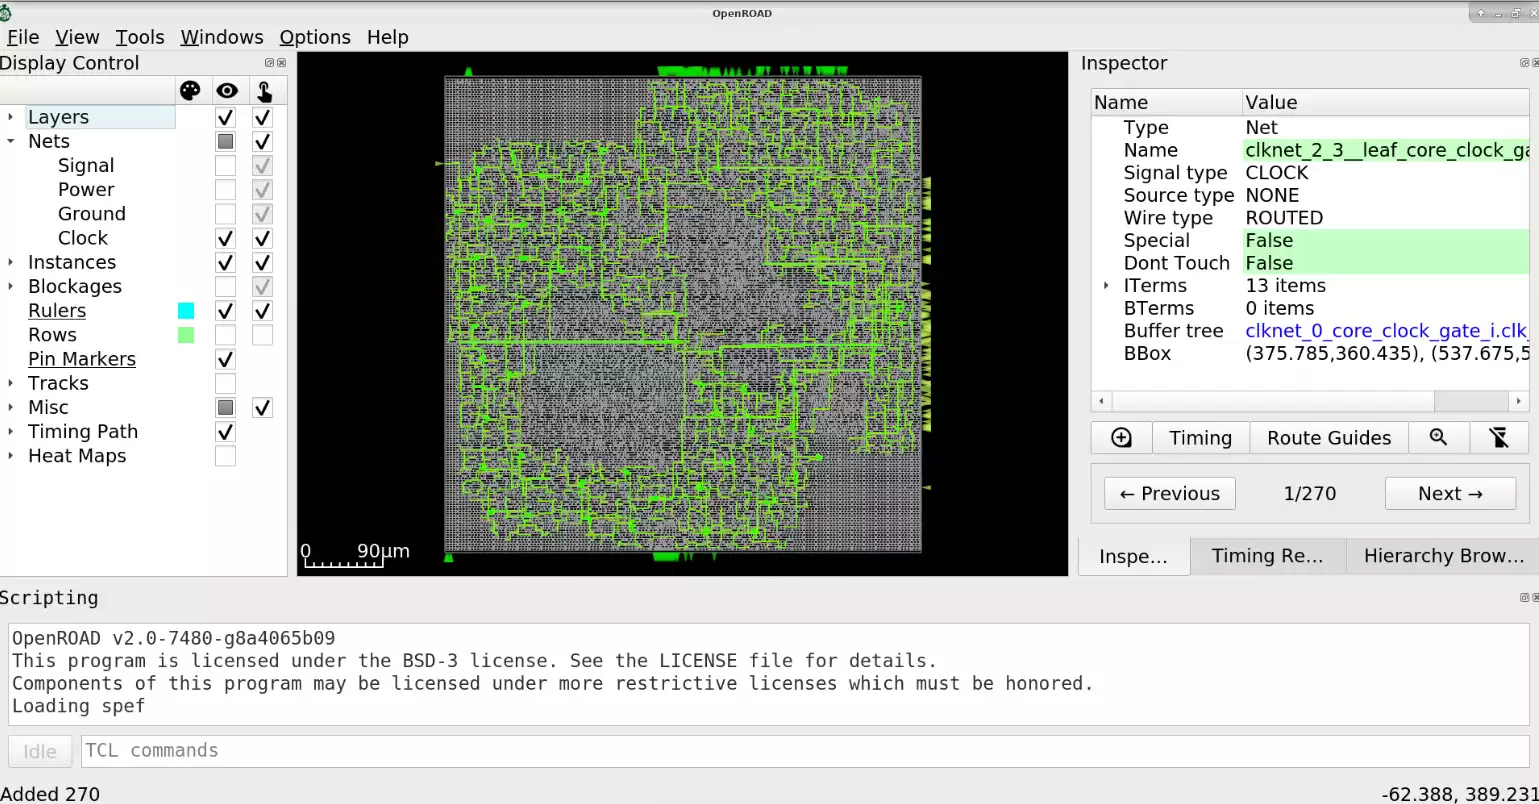 OpenROAD
File View Tools Windows Options Help
Display Control
Layers
Nets
Signal
Power
Ground
Clock
Instances
Blockages
Rulers
Rows
Pin Markers
Tracks
Misc
Timing Path
Heat Maps
0 90µm
Inspector
Name Value
Type Net
Name clknet_2_3__leaf_core_clock_ga
Signal type CLOCK
Source type NONE
Wire type ROUTED
Special False
Dont Touch False
ITerms 13 items
BTerms 0 items
Buffer tree clknet_0_core_clock_gate_i.clk_
BBox (375.785,360.435), (537.675,5
Timing Route Guides
← Previous 1/270 Next →
Inspe... Timing Re... Hierarchy Brow...
Scripting
OpenROAD v2.0-7480-g8a4065b09
This program is licensed under the BSD-3 license. See the LICENSE file for details.
Components of this program may be licensed under more restrictive licenses which must be honored.
Loading spef
Idle TCL commands
Added 270 -62.388, 389.231